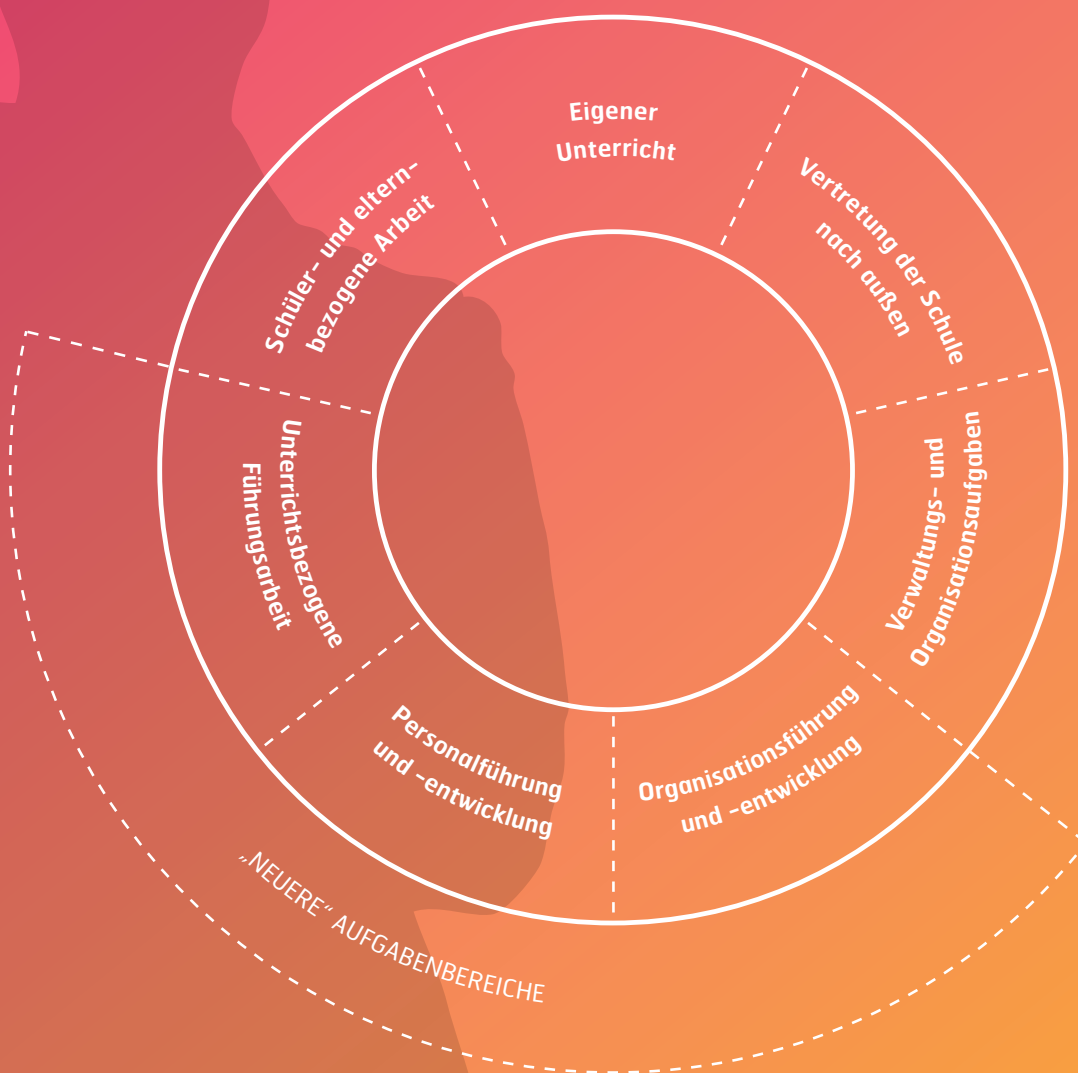 Eigener
Unterricht
Vertretung der Schule
nach außen
Verwaltungs- und
Organisationsaufgaben
Organisationsführung
und -entwicklung
Personalführung
und -entwicklung
Unterrichtsbezogene
Führungsarbeit
Schüler- und eltern-
bezogene Arbeit
„NEUERE“ AUFGABENBEREICHE